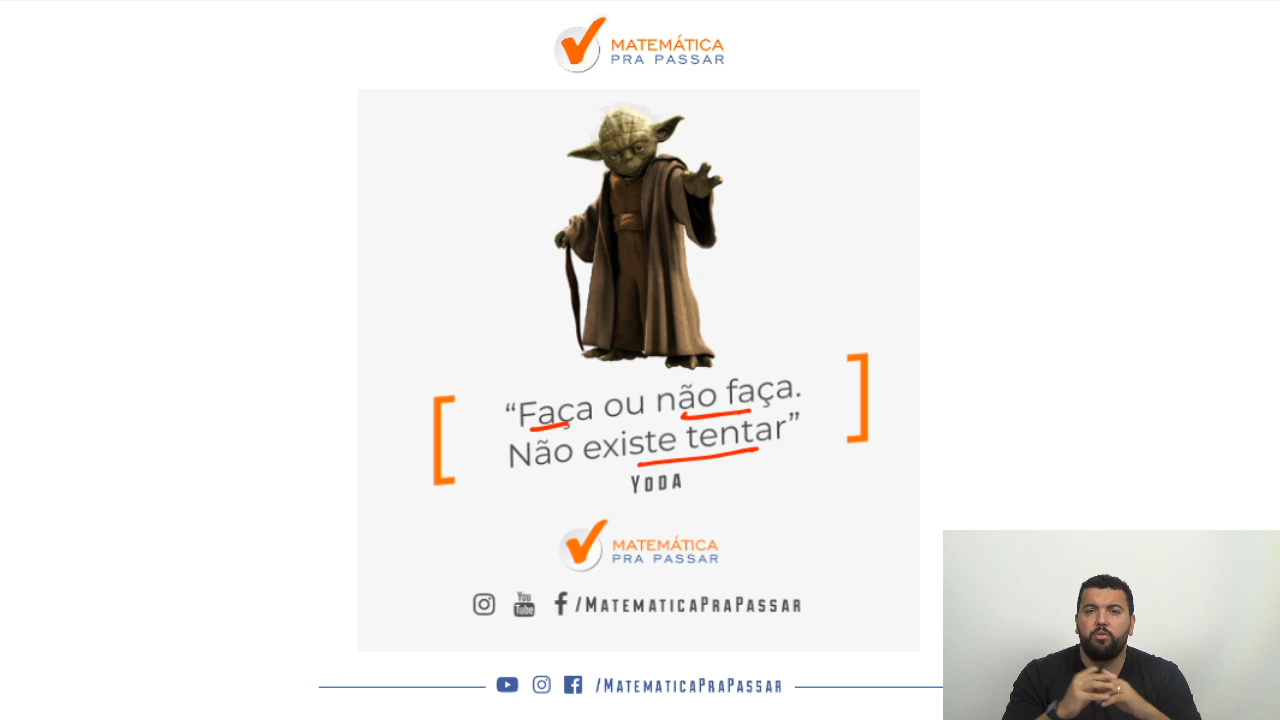 MATEMÁTICA
PRA PASSAR
“Faça ou não faça.
Não existe tentar”
YODA
MATEMÁTICA
PRA PASSAR
You
Tube
/MATEMATICAPRAPASSAR
/MATEMATICAPRAPASSAR